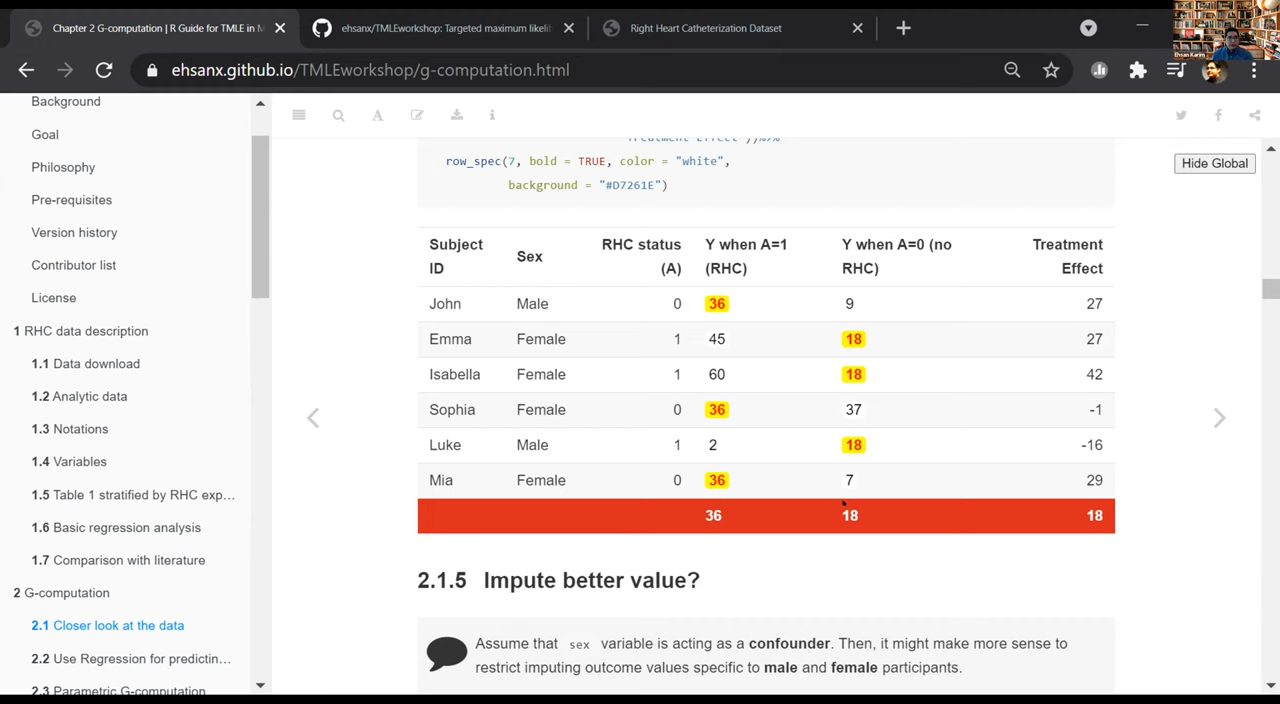 Chapter 2 G-computation | R Guide for TMLE in M
ehsanx/TMLEworkshop: Targeted maximum likeli
Right Heart Catheterization Dataset
Ehsan Karim
ehsanx.github.io/TMLEworkshop/g-computation.html
Background
Goal
Philosophy
Pre-requisites
Version history
Contributor list
License
1 RHC data description
1.1 Data download
1.2 Analytic data
1.3 Notations
1.4 Variables
1.5 Table 1 stratified by RHC exp...
1.6 Basic regression analysis
1.7 Comparison with literature
2 G-computation
2.1 Closer look at the data
2.2 Use Regression for predictin...
2.3 Parametric G-computation
Hide Global
"Treatment Effect"))%>%
row_spec(7, bold = TRUE, color = "white",
background = "#D7261E")
Subject ID Sex RHC status (A) Y when A=1 (RHC) Y when A=0 (no RHC) Treatment Effect
John Male 0 36 9 27
Emma Female 1 45 18 27
Isabella Female 1 60 18 42
Sophia Female 0 36 37 -1
Luke Male 1 2 18 -16
Mia Female 0 36 7 29
36 18 18
2.1.5 Impute better value?
Assume that sex variable is acting as a confounder. Then, it might make more sense to
restrict imputing outcome values specific to male and female participants.